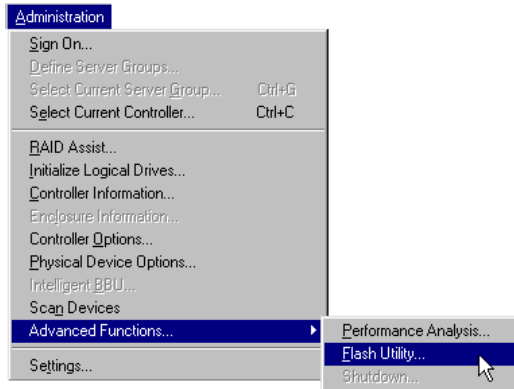 Administration
Sign On...
Define Server Groups...
Select Current Server Group... Ctrl+G
Select Current Controller... Ctrl+C
RAID Assist...
Initialize Logical Drives...
Controller Information...
Enclosure Information...
Controller Options...
Physical Device Options...
Intelligent BBU...
Scan Devices
Advanced Functions...
Performance Analysis...
Flash Utility...
Shutdown...
Settings...